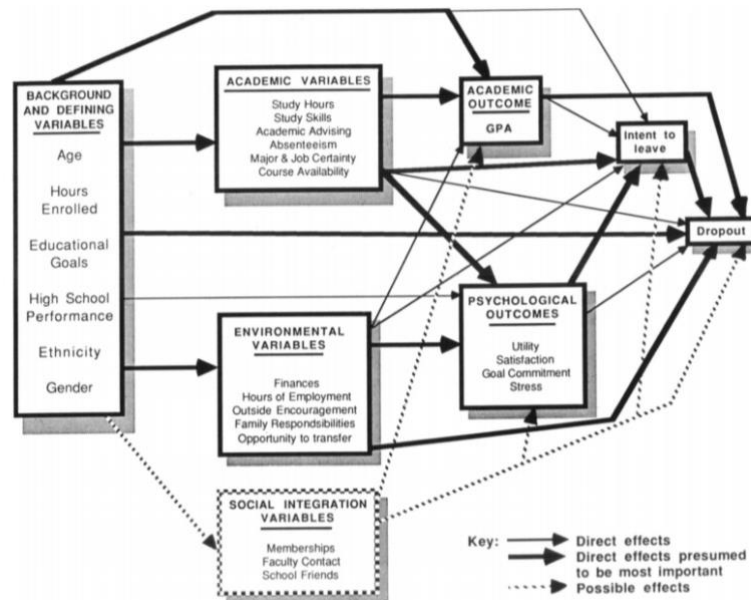 BACKGROUND
AND DEFINING
VARIABLES
Age
Hours
Enrolled
Educational
Goals
High School
Performance
Ethnicity
Gender
ACADEMIC VARIABLES
Study Hours
Study Skills
Academic Advising
Absenteeism
Major & Job Certainty
Course Availability
ACADEMIC
OUTCOME
GPA
Intent to
leave
Dropout
ENVIRONMENTAL
VARIABLES
Finances
Hours of Employment
Outside Encouragement
Family Respondsibilities
Opportunity to transfer
PSYCHOLOGICAL
OUTCOMES
Utility
Satisfaction
Goal Commitment
Stress
SOCIAL INTEGRATION
VARIABLES
Memberships
Faculty Contact
School Friends
Key:
Direct effects
Direct effects presumed
to be most important
Possible effects